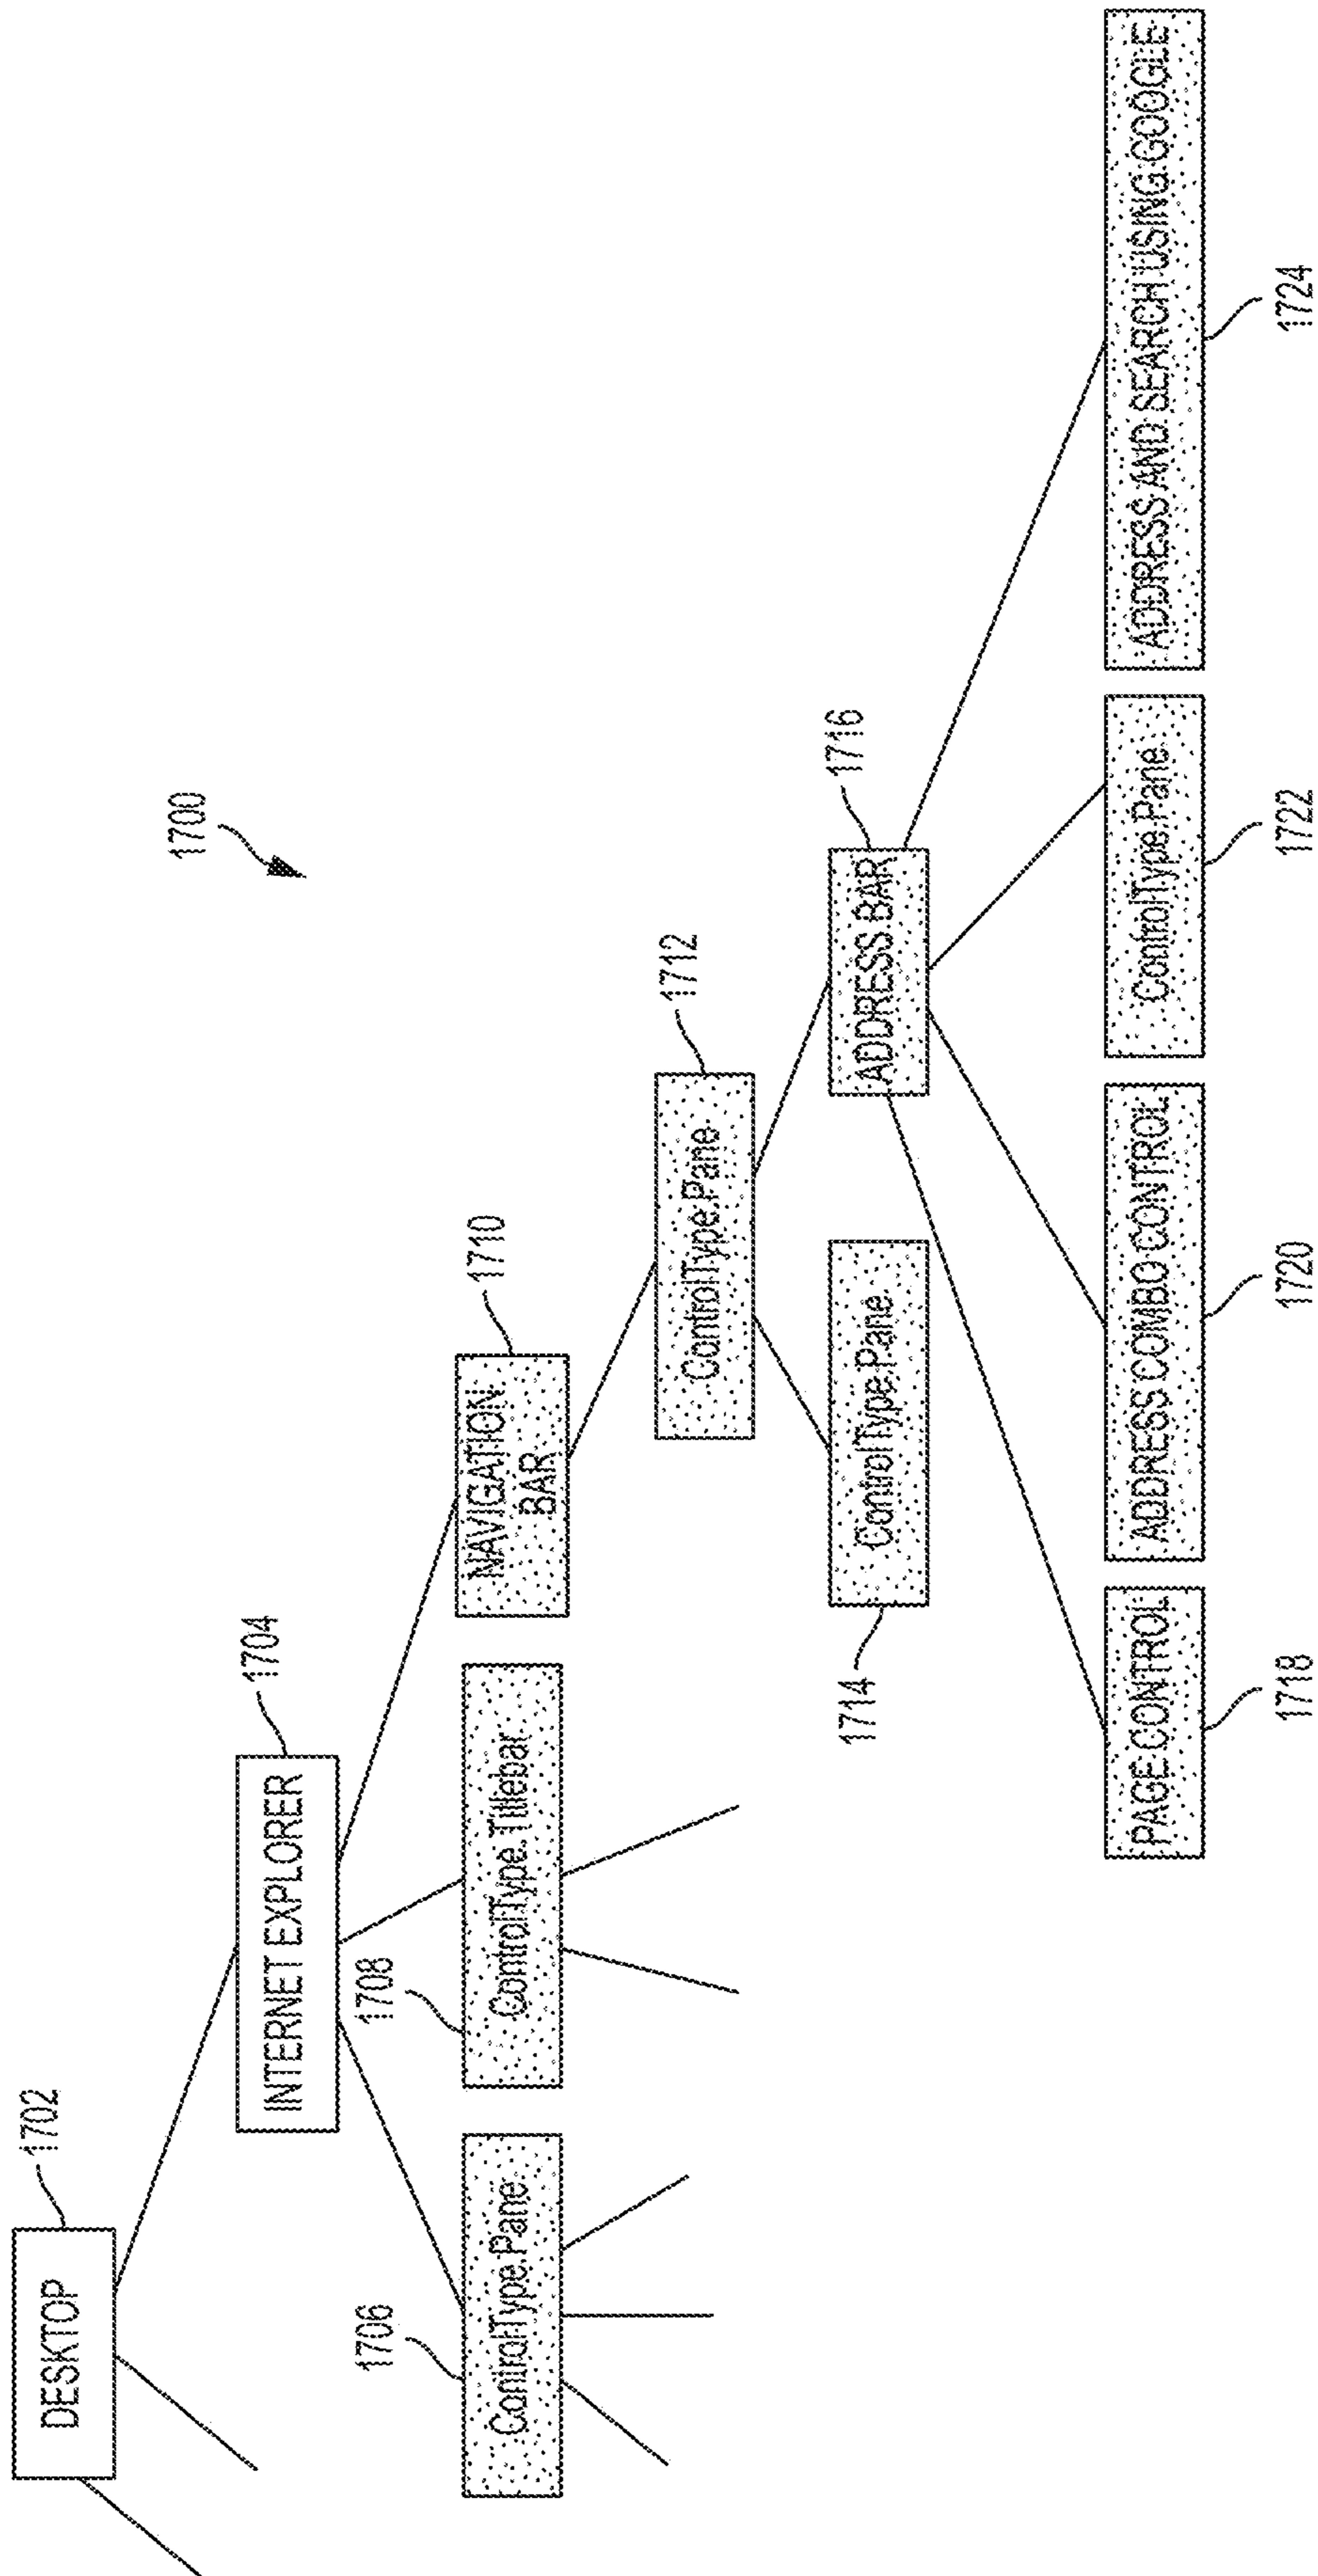 1700
DESKTOP
1702
INTERNET EXPLORER
1704
1706
ControlType.Pane
1708
ControlType.Titlebar
NAVIGATION
BAR
1710
ControlType.Pane
1712
1714
ControlType.Pane
ADDRESS BAR
1716
PAGE CONTROL
1718
ADDRESS COMBO CONTROL
1720
ControlType.Pane
1722
ADDRESS AND SEARCH USING GOOGLE
1724